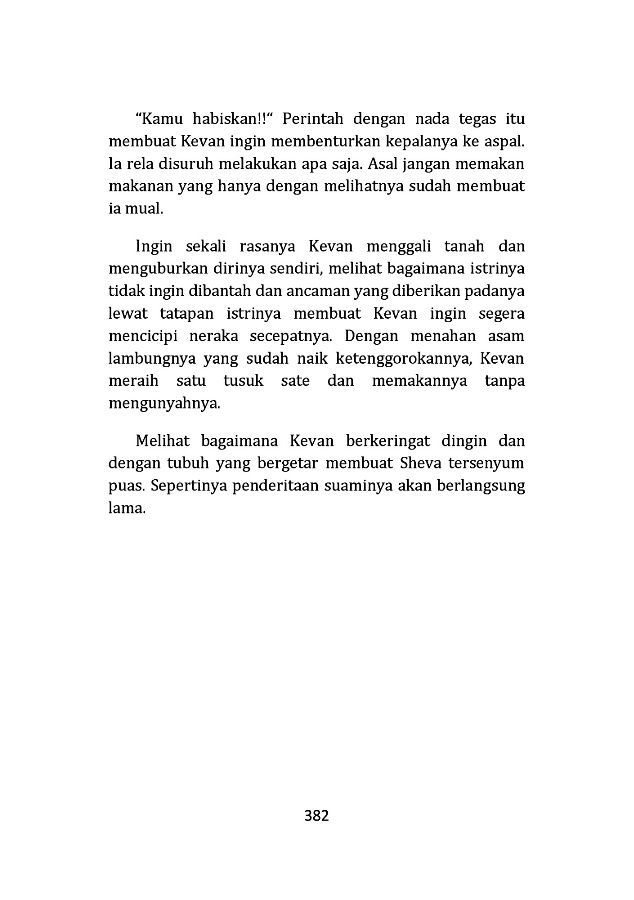 “Kamu habiskan!!“ Perintah dengan nada tegas itu
membuat Kevan ingin membenturkan kepalanya ke aspal.
Ia rela disuruh melakukan apa saja. Asal jangan memakan
makanan yang hanya dengan melihatnya sudah membuat
ia mual.
Ingin sekali rasanya Kevan menggali tanah dan
menguburkan dirinya sendiri, melihat bagaimana istrinya
tidak ingin dibantah dan ancaman yang diberikan padanya
lewat tatapan istrinya membuat Kevan ingin segera
mencicipi neraka secepatnya. Dengan menahan asam
lambungnya yang sudah naik ketenggorokannya, Kevan
meraih satu tusuk sate dan memakannya tanpa
mengunyahnya.
Melihat bagaimana Kevan berkeringat dingin dan
dengan tubuh yang bergetar membuat Sheva tersenyum
puas. Sepertinya penderitaan suaminya akan berlangsung
lama.
382